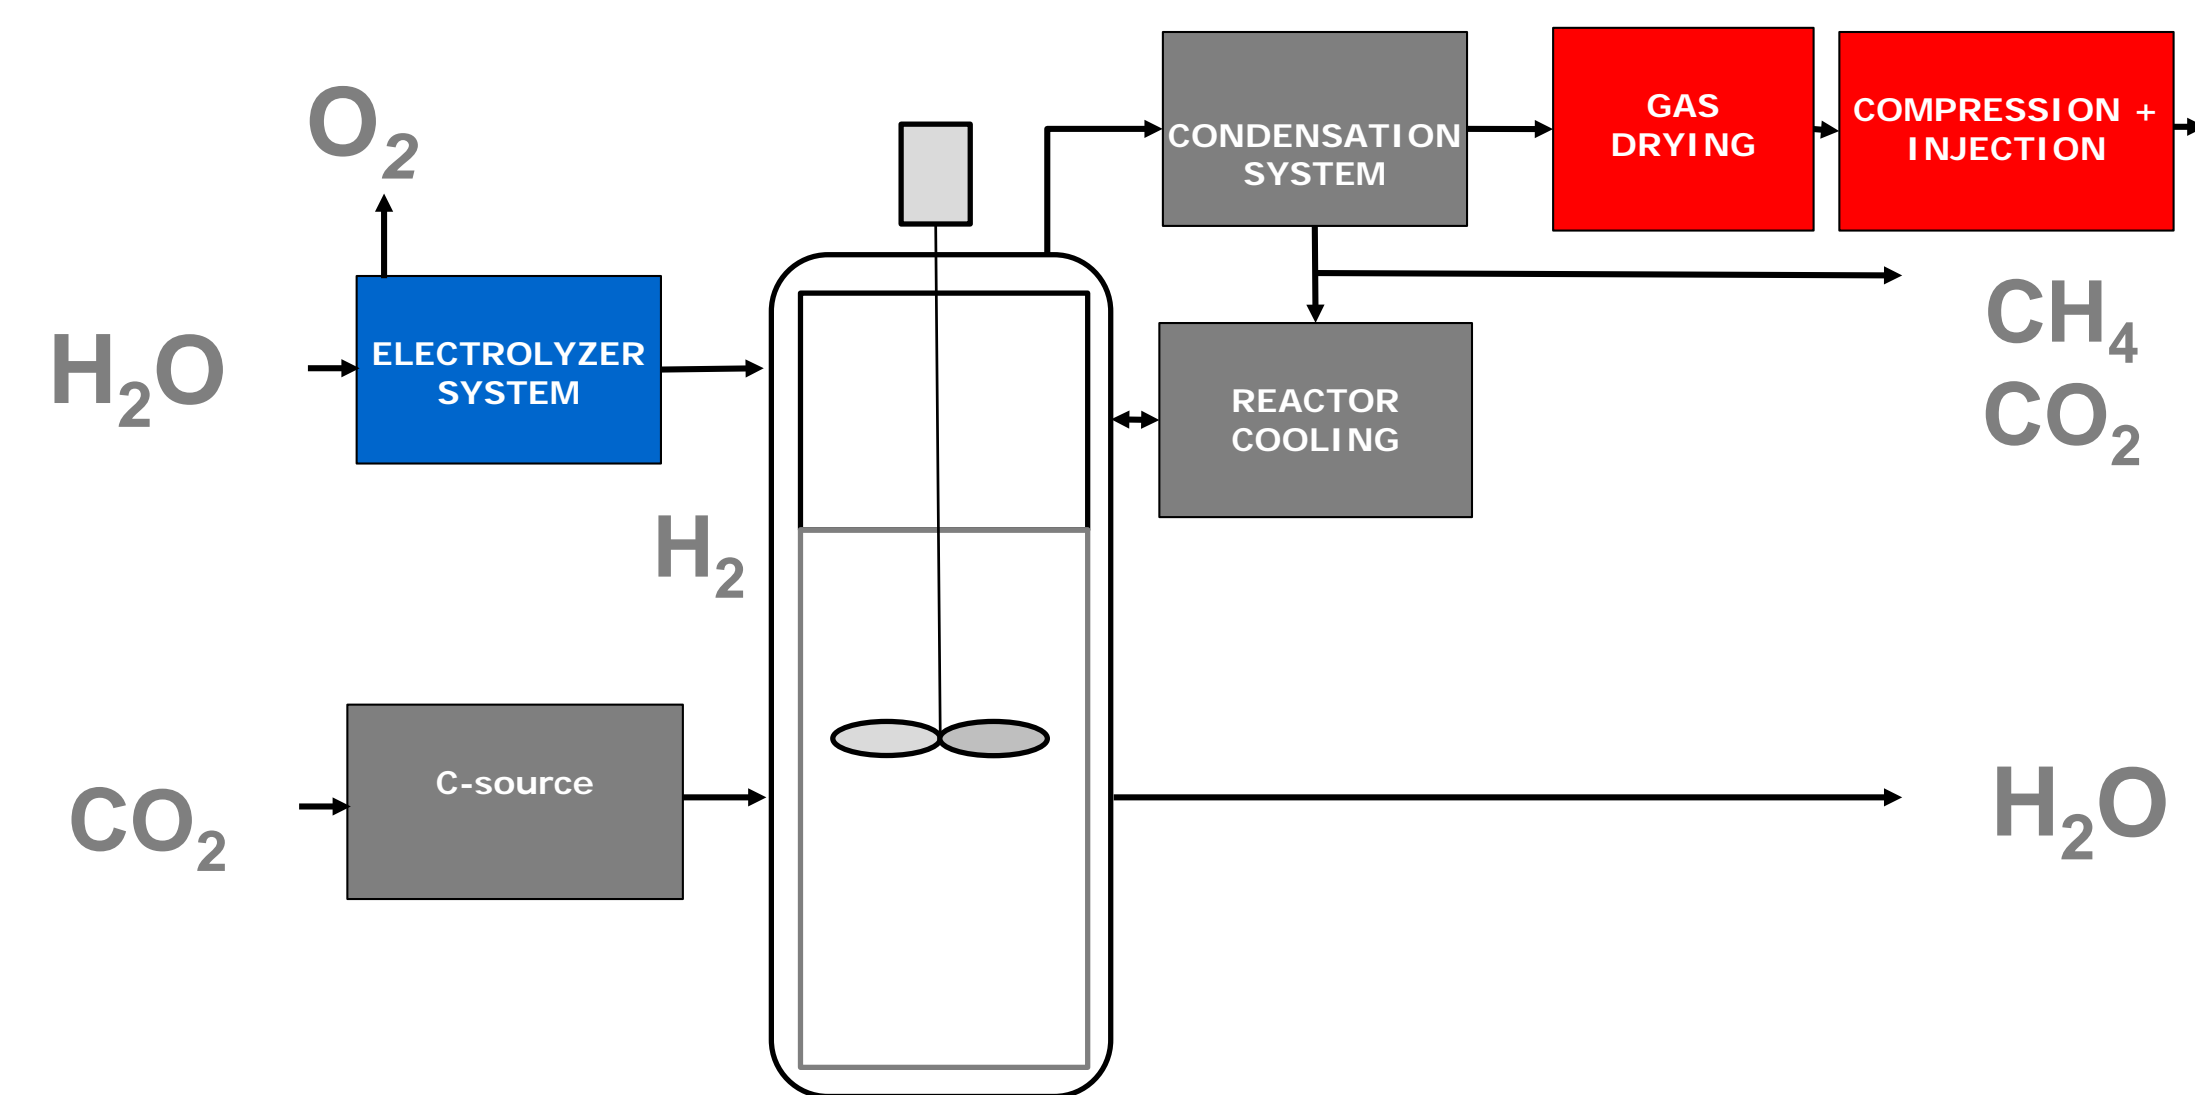 O2
CONDENSATION
SYSTEM
GAS
DRYING
COMPRESSION +
INJECTION
H2O
ELECTROLYZER
SYSTEM
REACTOR
COOLING
CH4
CO2
H2
CO2
C-source
H2O